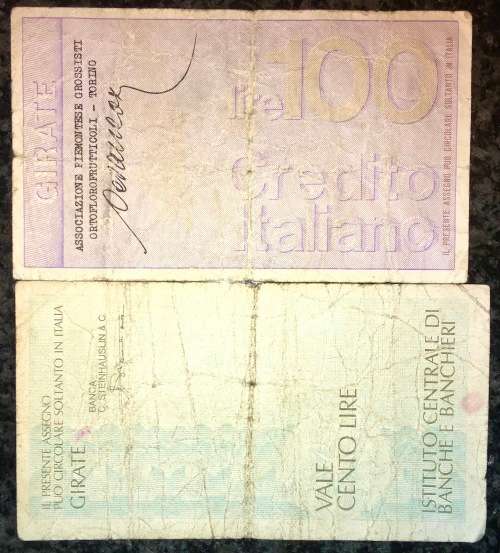 GIRATE
ASSOCIAZIONE PIEMONTESE GROSSISTI
ORTOFLOROFRUTTICOLI - TORINO
lire 100
Credito
Italiano
IL PRESENTE ASSEGNO PUÒ CIRCOLARE SOLTANTO IN ITALIA
IL PRESENTE ASSEGNO
PUO CIRCOLARE SOLTANTO IN ITALIA
GIRATE
BANCA
C. STEINHAUSLIN & C.
VALE
CENTO LIRE
ISTITUTO CENTRALE DI
BANCHE E BANCHIERI